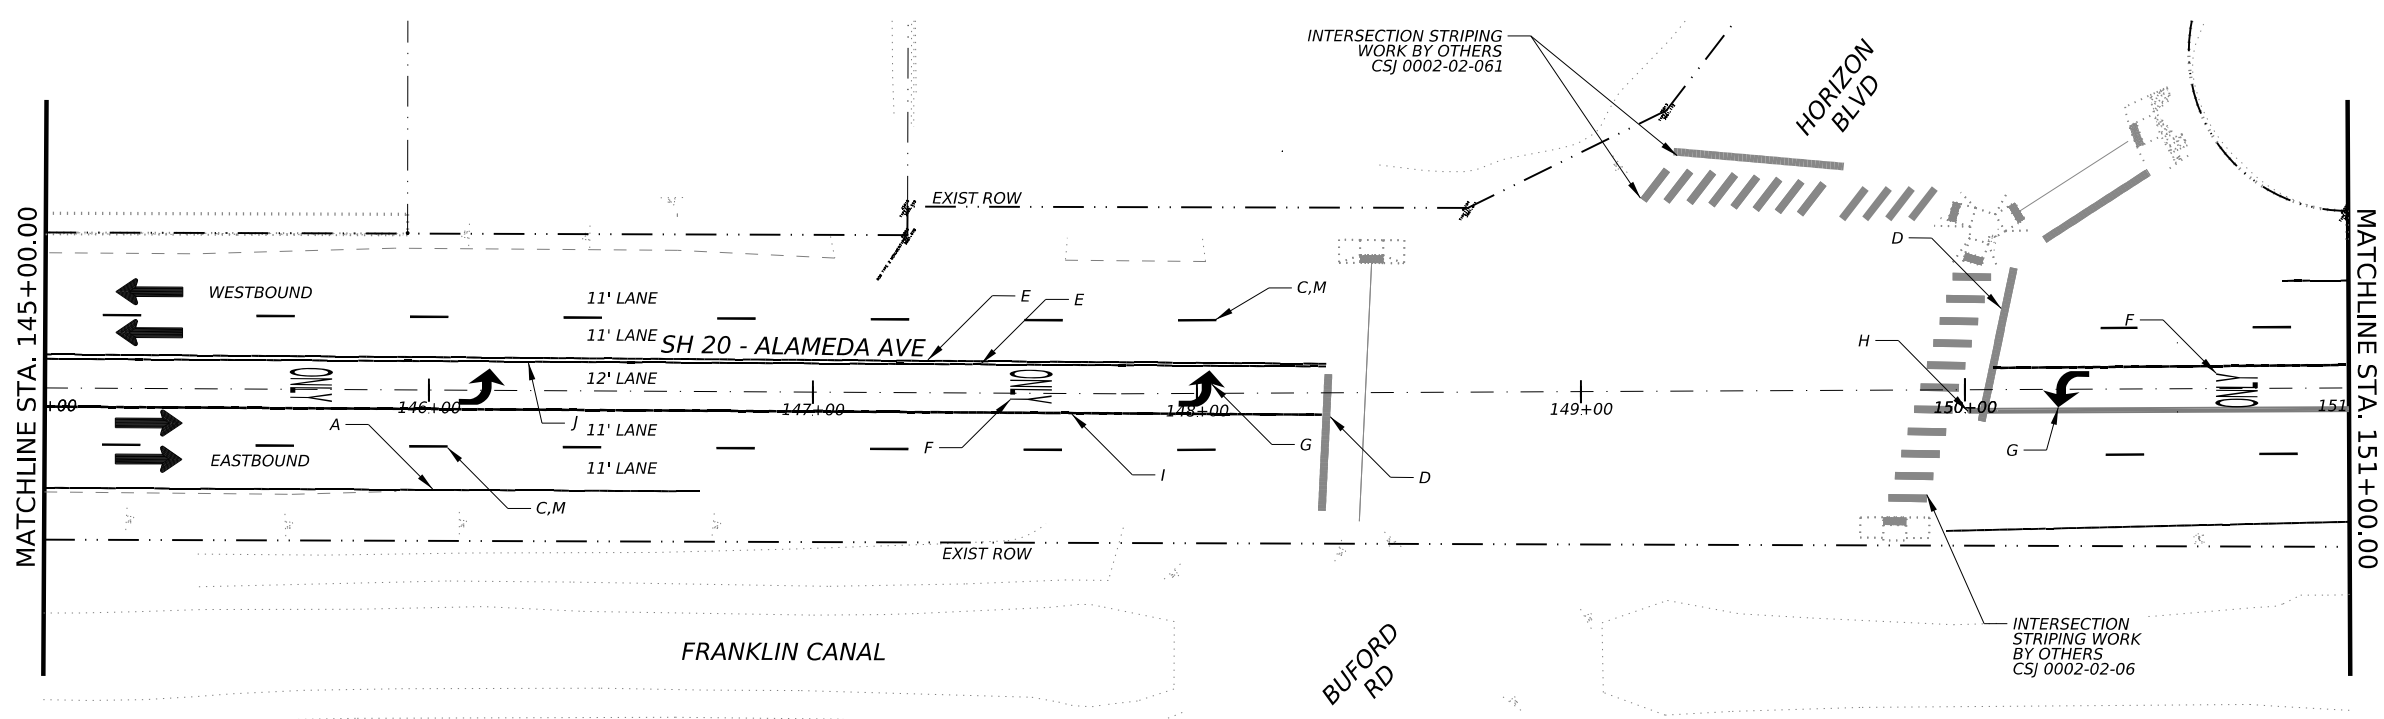 INTERSECTION STRIPING
WORK BY OTHERS
CSJ 0002-02-061
HORIZON
BLVD
EXIST ROW
MATCHLINE STA. 145+00.00
MATCHLINE STA. 151+00.00
D
WESTBOUND
11' LANE
E
E
C,M
11' LANE
SH 20 - ALAMEDA AVE
F
H
12' LANE
ONLY
ONLY
ONLY
+00
146+00
147+00
148+00
149+00
150+00
151
A
J
11' LANE
F
G
G
EASTBOUND
11' LANE
I
D
C,M
EXIST ROW
INTERSECTION
STRIPING WORK
BY OTHERS
CSJ 0002-02-06
FRANKLIN CANAL
BUFORD
RD